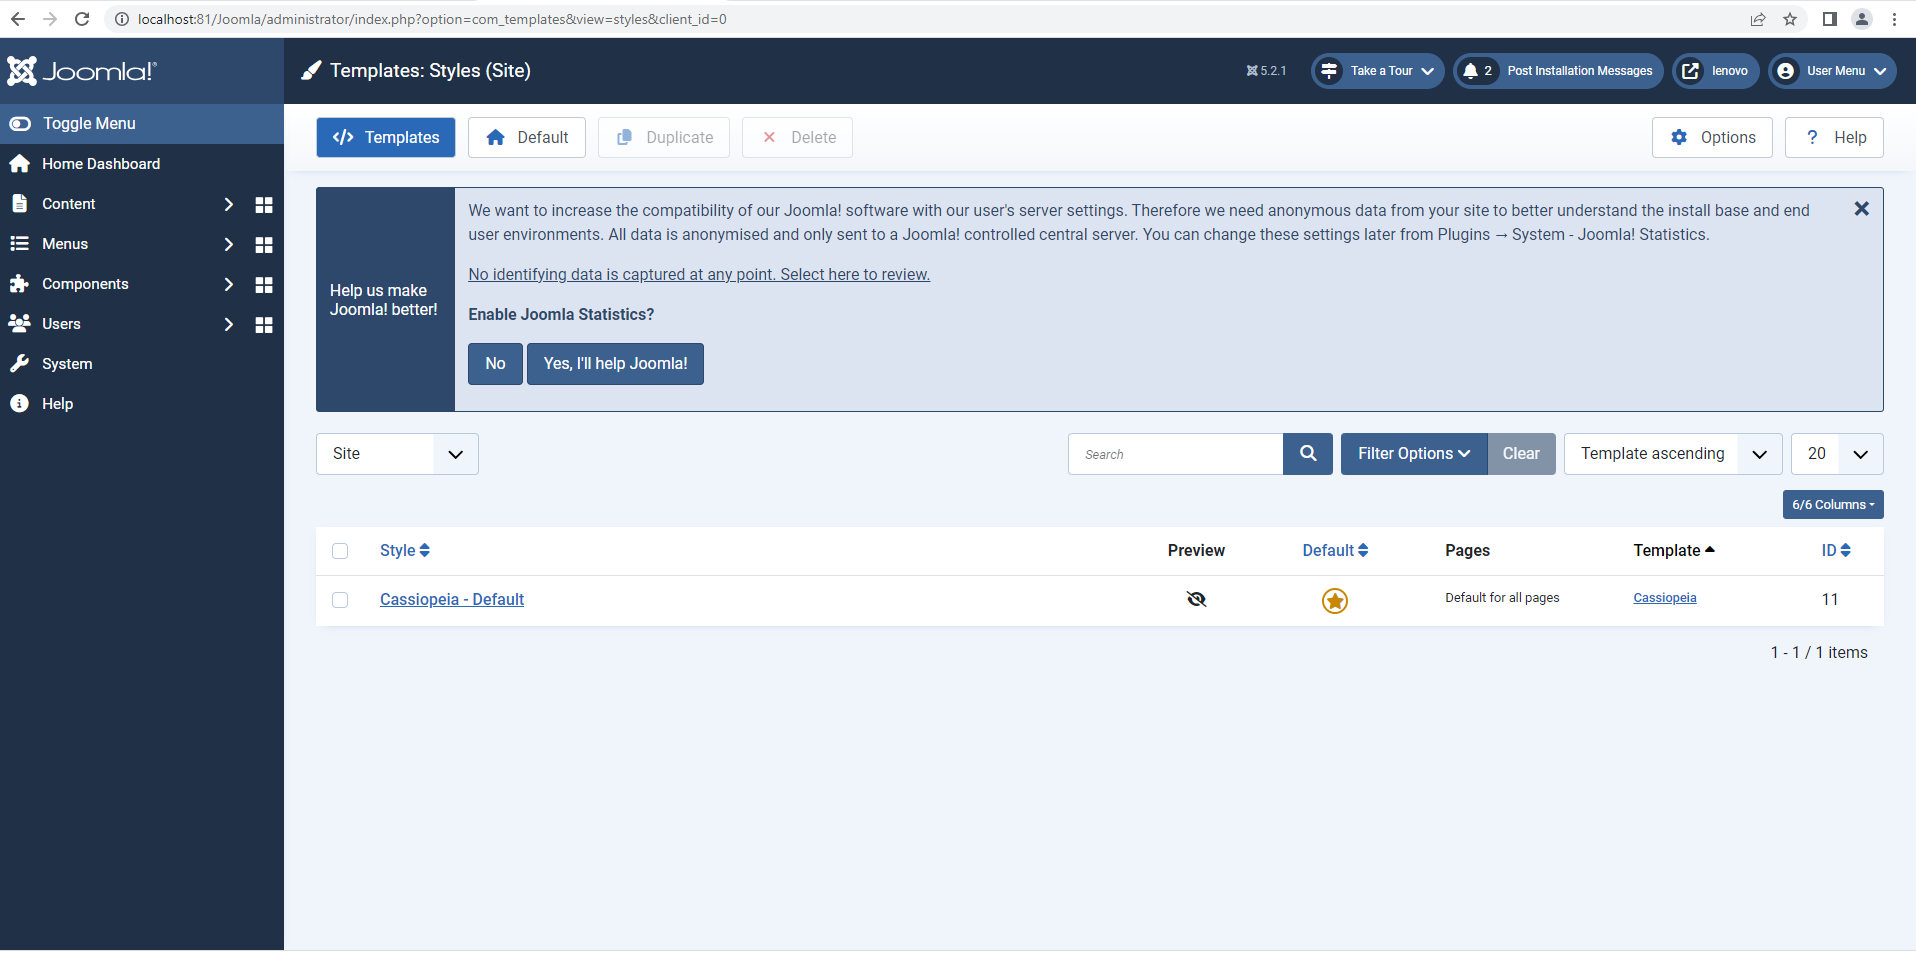 localhost:81/Joomla/administrator/index.php?option=com_templates&view=styles&client_id=0
Joomla!®
Templates: Styles (Site)
5.2.1
Take a Tour
2 Post Installation Messages
lenovo
User Menu
Toggle Menu
Home Dashboard
Content
Menus
Components
Users
System
Help
Templates
Default
Duplicate
Delete
Options
? Help
Help us make
Joomla! better!
We want to increase the compatibility of our Joomla! software with our user's server settings. Therefore we need anonymous data from your site to better understand the install base and end
user environments. All data is anonymised and only sent to a Joomla! controlled central server. You can change these settings later from Plugins → System - Joomla! Statistics.
No identifying data is captured at any point. Select here to review.
Enable Joomla Statistics?
No
Yes, I'll help Joomla!
Site
Search
Filter Options
Clear
Template ascending
20
6/6 Columns
Style Preview Default Pages Template ID
Cassiopeia - Default Default for all pages Cassiopeia 11
1 - 1 / 1 items